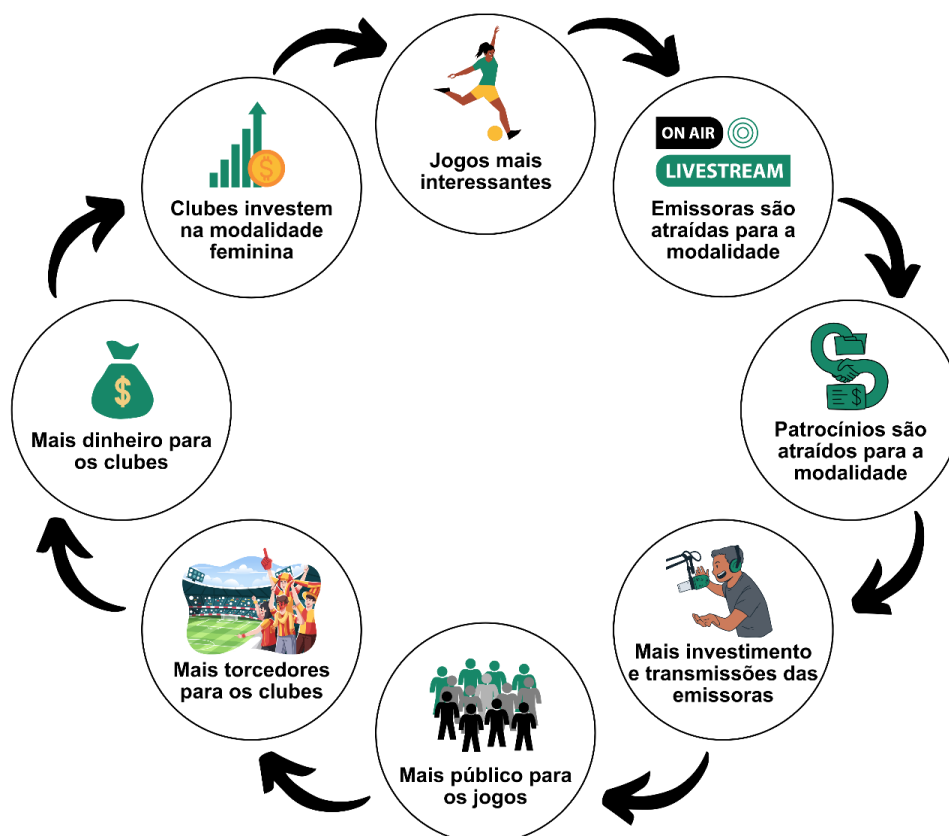 Jogos mais
interessantes
ON AIR
LIVESTREAM
Emissoras são
atraídas para a
modalidade
$
Patrocínios são
atraídos para a
modalidade
Mais investimento
e transmissões das
emissoras
Mais público para
os jogos
Mais torcedores
para os clubes
$
Mais dinheiro para
os clubes
$
Clubes investem
na modalidade
feminina